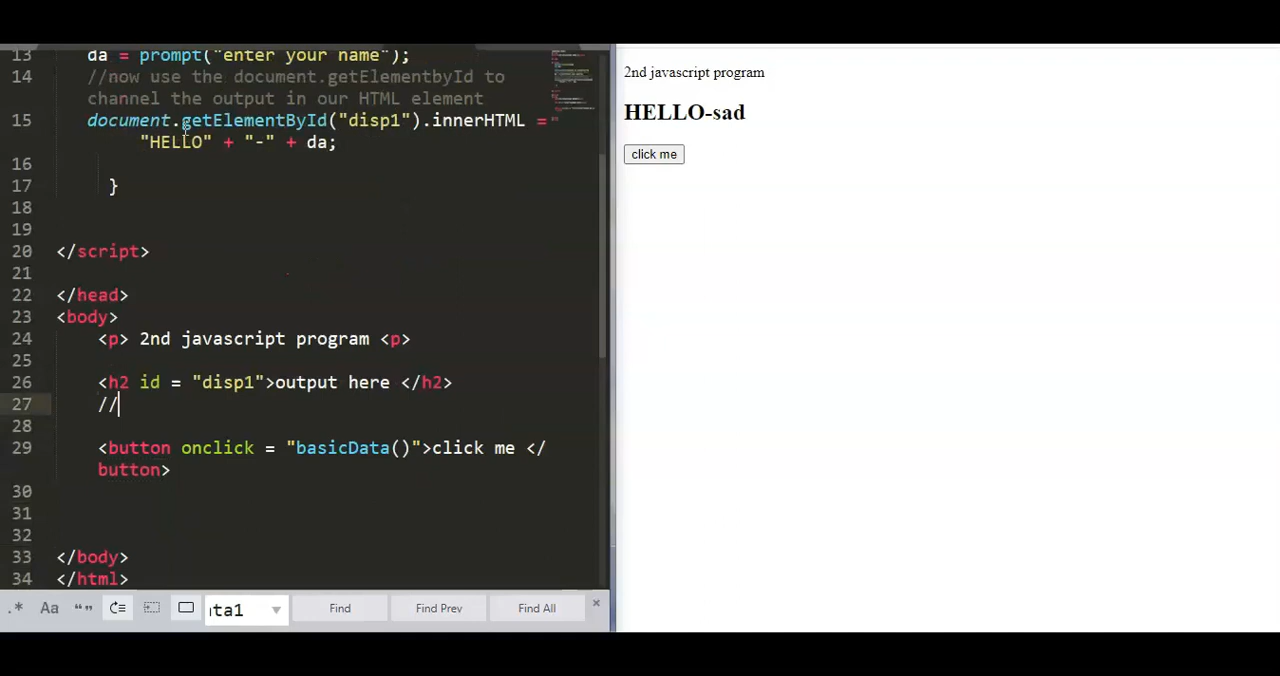 13 da = prompt("enter your name");
14 //now use the document.getElementbyId to
channel the output in our HTML element
15 document.getElementById("disp1").innerHTML =
"HELLO" + "-" + da;
16
17 }
18
19
20 </script>
21
22 </head>
23 <body>
24 <p> 2nd javascript program <p>
25
26 <h2 id = "disp1">output here </h2>
27 //
28
29 <button onclick = "basicData()">click me </
button>
30
31
32
33 </body>
34 </html>
.* Aa “” ta1 Find Find Prev Find All ×
2nd javascript program
HELLO-sad
click me